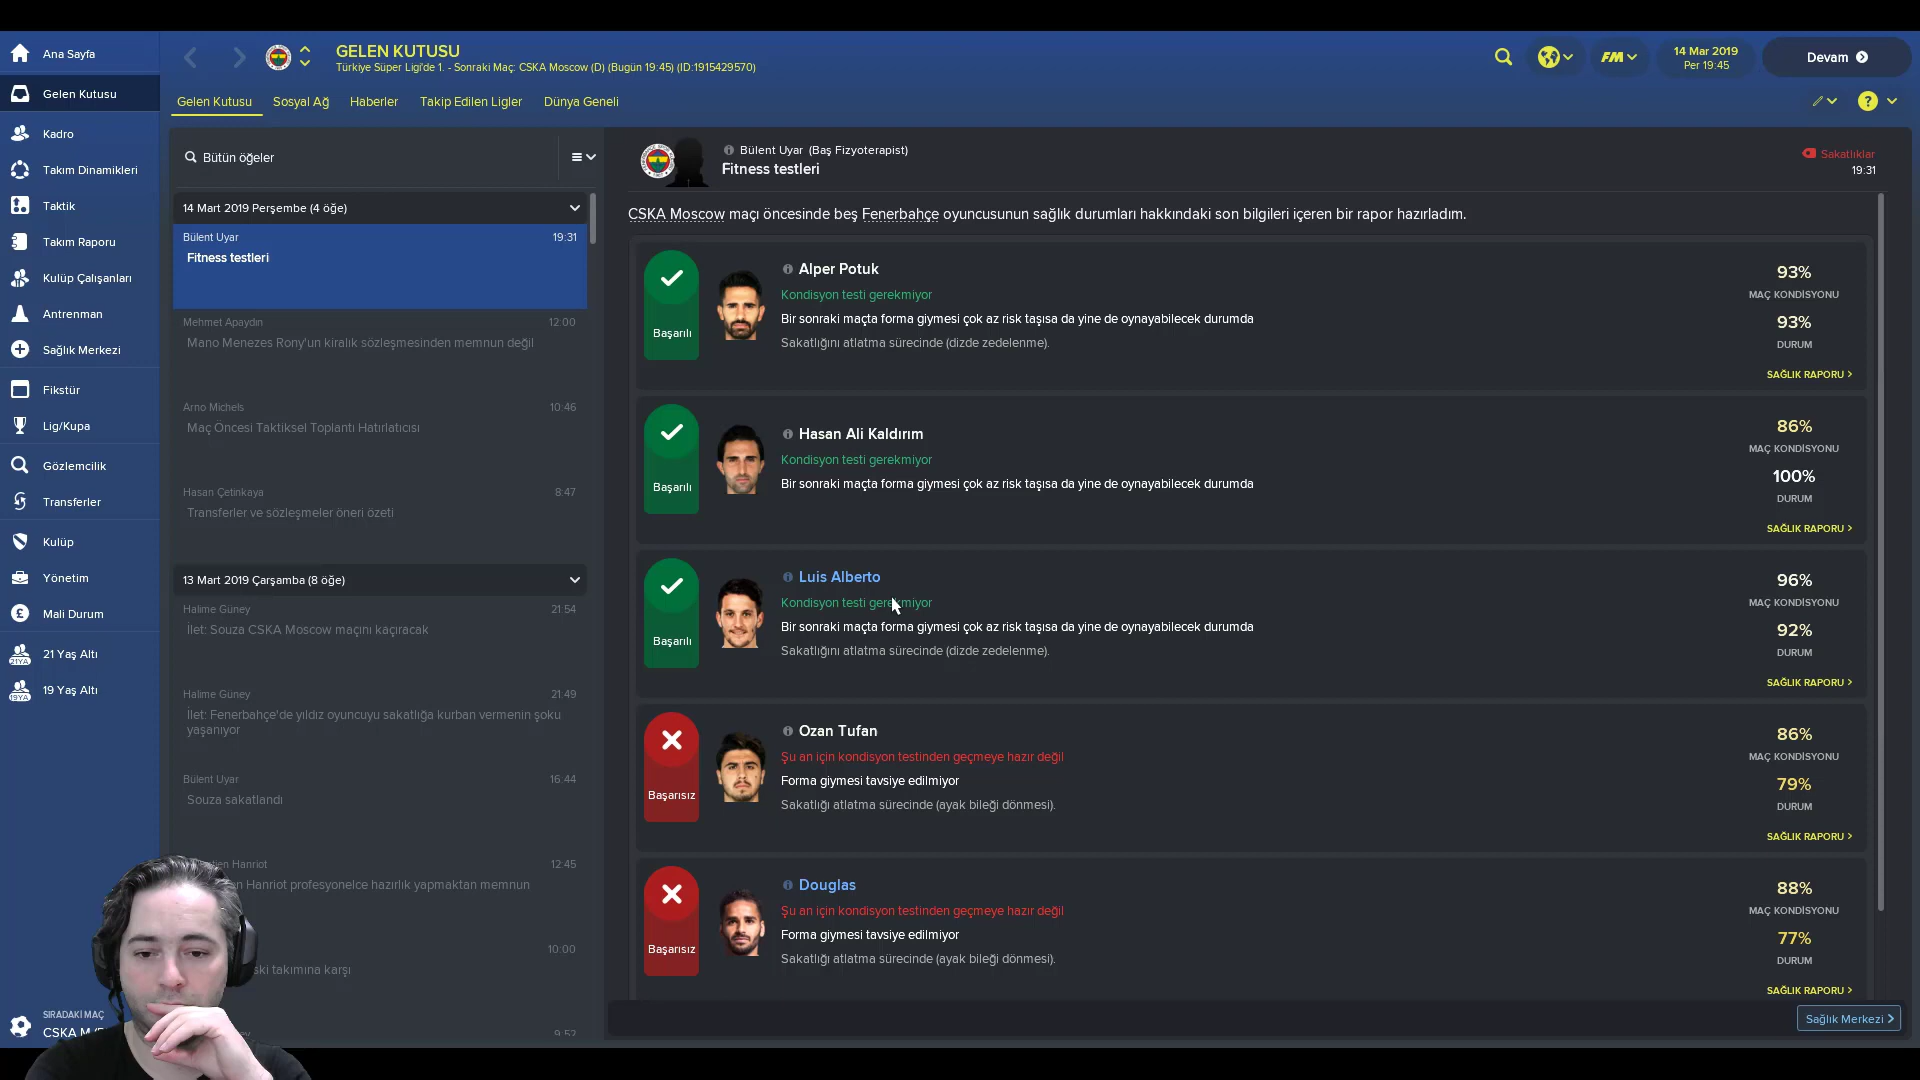 Ana Sayfa
Gelen Kutusu
Kadro
Takım Dinamikleri
Taktik
Takım Raporu
Kulüp Çalışanları
Antrenman
Sağlık Merkezi
Fikstür
Lig/Kupa
Gözlemcilik
Transferler
Kulüp
Yönetim
Mali Durum
21YA
21 Yaş Altı
19YA
19 Yaş Altı
SIRADAKİ MAÇ
CSKA M
GELEN KUTUSU
Türkiye Süper Ligi'de 1. - Sonraki Maç: CSKA Moscow (D) (Bugün 19:45) (ID:1915429570)
FM
14 Mar 2019
Per 19:45
Devam
Gelen Kutusu
Sosyal Ağ
Haberler
Takip Edilen Ligler
Dünya Geneli
Bütün öğeler
14 Mart 2019 Perşembe (4 öğe)
Bülent Uyar 19:31
Fitness testleri
Mehmet Apaydın 12:00
Mano Menezes Rony'un kiralık sözleşmesinden memnun değil
Arno Michels 10:46
Maç Öncesi Taktiksel Toplantı Hatırlatıcısı
Hasan Çetinkaya 8:47
Transferler ve sözleşmeler öneri özeti
13 Mart 2019 Çarşamba (8 öğe)
Halime Güney 21:54
İlet: Souza CSKA Moscow maçını kaçıracak
Halime Güney 21:49
İlet: Fenerbahçe'de yıldız oyuncuyu sakatlığa kurban vermenin şoku
yaşanıyor
Bülent Uyar 16:44
Souza sakatlandı
Hanriot 12:45
Hanriot profesyonelce hazırlık yapmaktan memnun
10:00
takımına karşı
9:52
Bülent Uyar (Baş Fizyoterapist)
Fitness testleri
Sakatlıklar
19:31
CSKA Moscow maçı öncesinde beş Fenerbahçe oyuncusunun sağlık durumları hakkındaki son bilgileri içeren bir rapor hazırladım.
Başarılı
Alper Potuk
Kondisyon testi gerekmiyor
Bir sonraki maçta forma giymesi çok az risk taşısa da yine de oynayabilecek durumda
Sakatlığını atlatma sürecinde (dizde zedelenme).
93%
MAÇ KONDİSYONU
93%
DURUM
SAĞLIK RAPORU
Başarılı
Hasan Ali Kaldırım
Kondisyon testi gerekmiyor
Bir sonraki maçta forma giymesi çok az risk taşısa da yine de oynayabilecek durumda
86%
MAÇ KONDİSYONU
100%
DURUM
SAĞLIK RAPORU
Başarılı
Luis Alberto
Kondisyon testi gerekmiyor
Bir sonraki maçta forma giymesi çok az risk taşısa da yine de oynayabilecek durumda
Sakatlığını atlatma sürecinde (dizde zedelenme).
96%
MAÇ KONDİSYONU
92%
DURUM
SAĞLIK RAPORU
Başarısız
Ozan Tufan
Şu an için kondisyon testinden geçmeye hazır değil
Forma giymesi tavsiye edilmiyor
Sakatlığı atlatma sürecinde (ayak bileği dönmesi).
86%
MAÇ KONDİSYONU
79%
DURUM
SAĞLIK RAPORU
Başarısız
Douglas
Şu an için kondisyon testinden geçmeye hazır değil
Forma giymesi tavsiye edilmiyor
Sakatlığı atlatma sürecinde (ayak bileği dönmesi).
88%
MAÇ KONDİSYONU
77%
DURUM
SAĞLIK RAPORU
Sağlık Merkezi